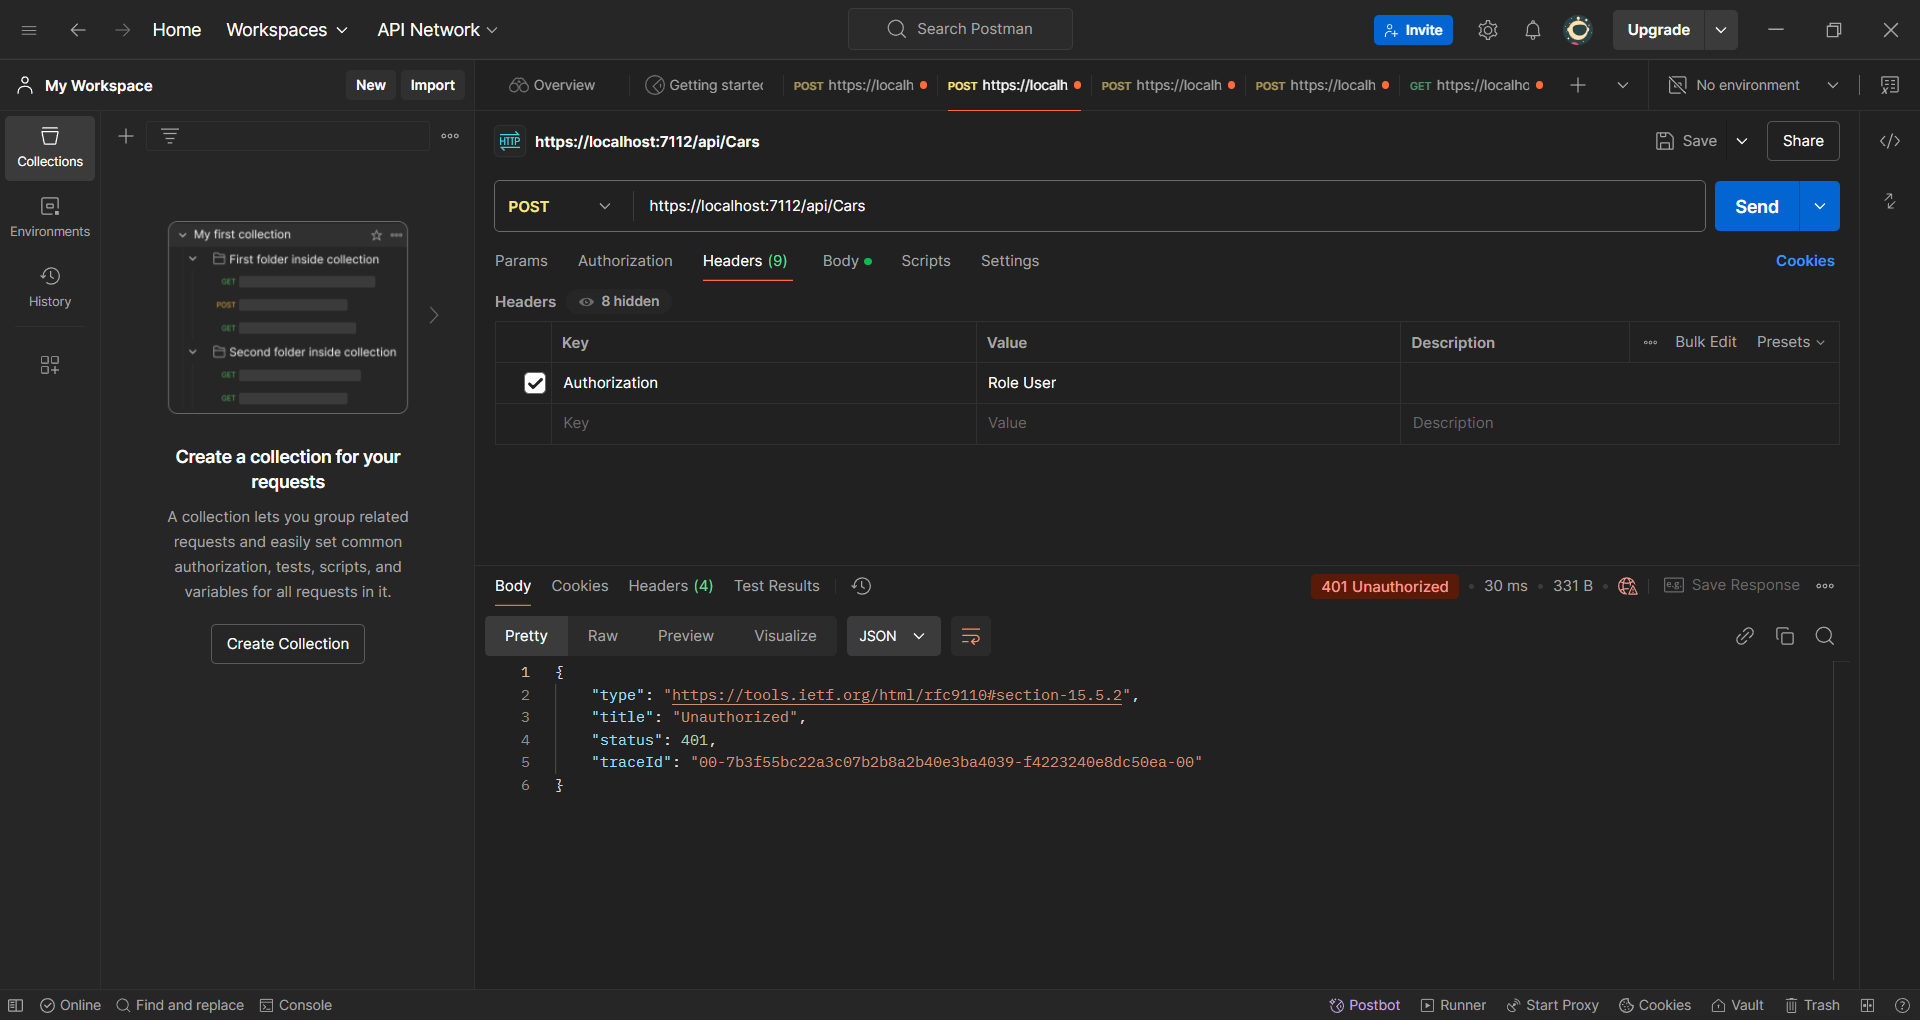 Home
Workspaces
API Network
Search Postman
Invite
Upgrade
My Workspace
New
Import
Overview
Getting started
POST https://localh
POST https://localh
POST https://localh
POST https://localh
GET https://localho
No environment
Collections
Environments
History
My first collection
First folder inside collection
GET
POST
GET
Second folder inside collection
GET
GET
Create a collection for your
requests
A collection lets you group related
requests and easily set common
authorization, tests, scripts, and
variables for all requests in it.
Create Collection
HTTP https://localhost:7112/api/Cars
Save
Share
POST
https://localhost:7112/api/Cars
Send
Params
Authorization
Headers (9)
Body
Scripts
Settings
Cookies
Headers
8 hidden
Key
Value
Description
Bulk Edit
Presets
Authorization
Role User
Key
Value
Description
Body
Cookies
Headers (4)
Test Results
401 Unauthorized
30 ms
331 B
e.g. Save Response
Pretty
Raw
Preview
Visualize
JSON
1 {
2 "type": "https://tools.ietf.org/html/rfc9110#section-15.5.2",
3 "title": "Unauthorized",
4 "status": 401,
5 "traceId": "00-7b3f55bc22a3c07b2b8a2b40e3ba4039-f4223240e8dc50ea-00"
6 }
Online
Find and replace
Console
Postbot
Runner
Start Proxy
Cookies
Vault
Trash